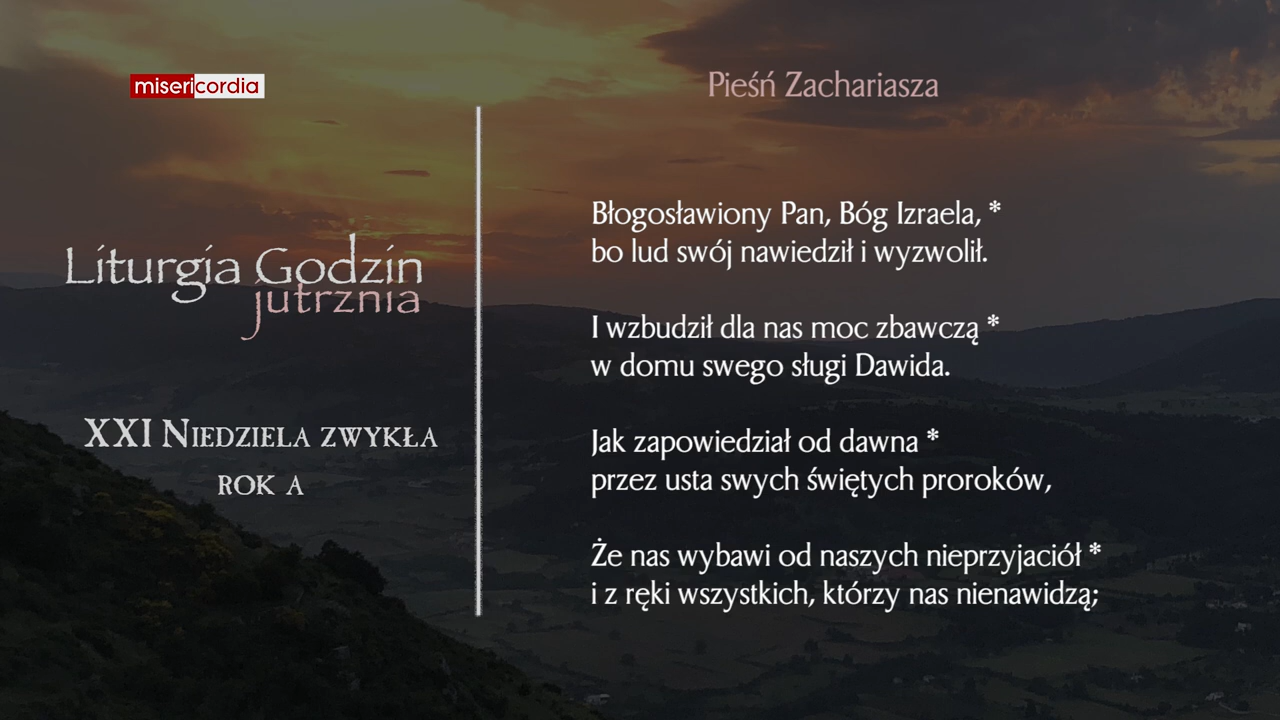 misericordia
Liturgia Godzin
jutrznia
XXI Niedziela zwykła
rok A
Pieśń Zachariasza
Błogosławiony Pan, Bóg Izraela, *
bo lud swój nawiedził i wyzwolił.
I wzbudził dla nas moc zbawczą *
w domu swego sługi Dawida.
Jak zapowiedział od dawna *
przez usta swych świętych proroków,
Że nas wybawi od naszych nieprzyjaciół *
i z ręki wszystkich, którzy nas nienawidzą;